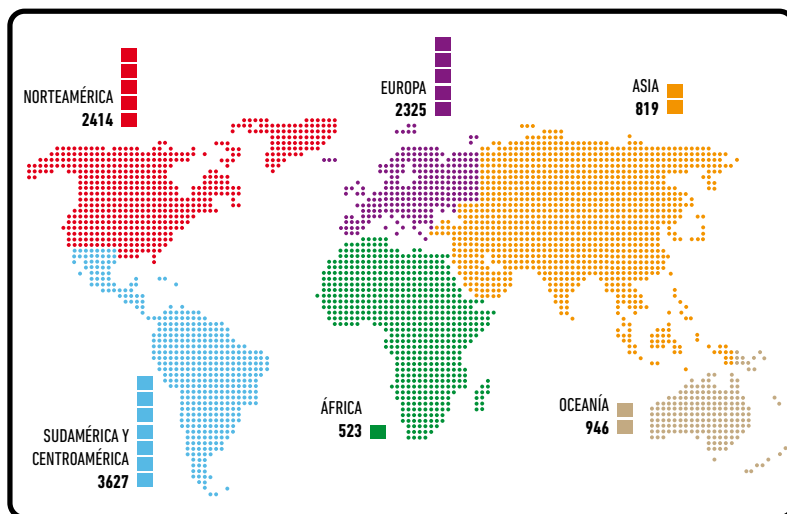 NORTEAMÉRICA
2414
EUROPA
2325
ASIA
819
SUDAMÉRICA Y
CENTROAMÉRICA
3627
ÁFRICA
523
OCEANÍA
946